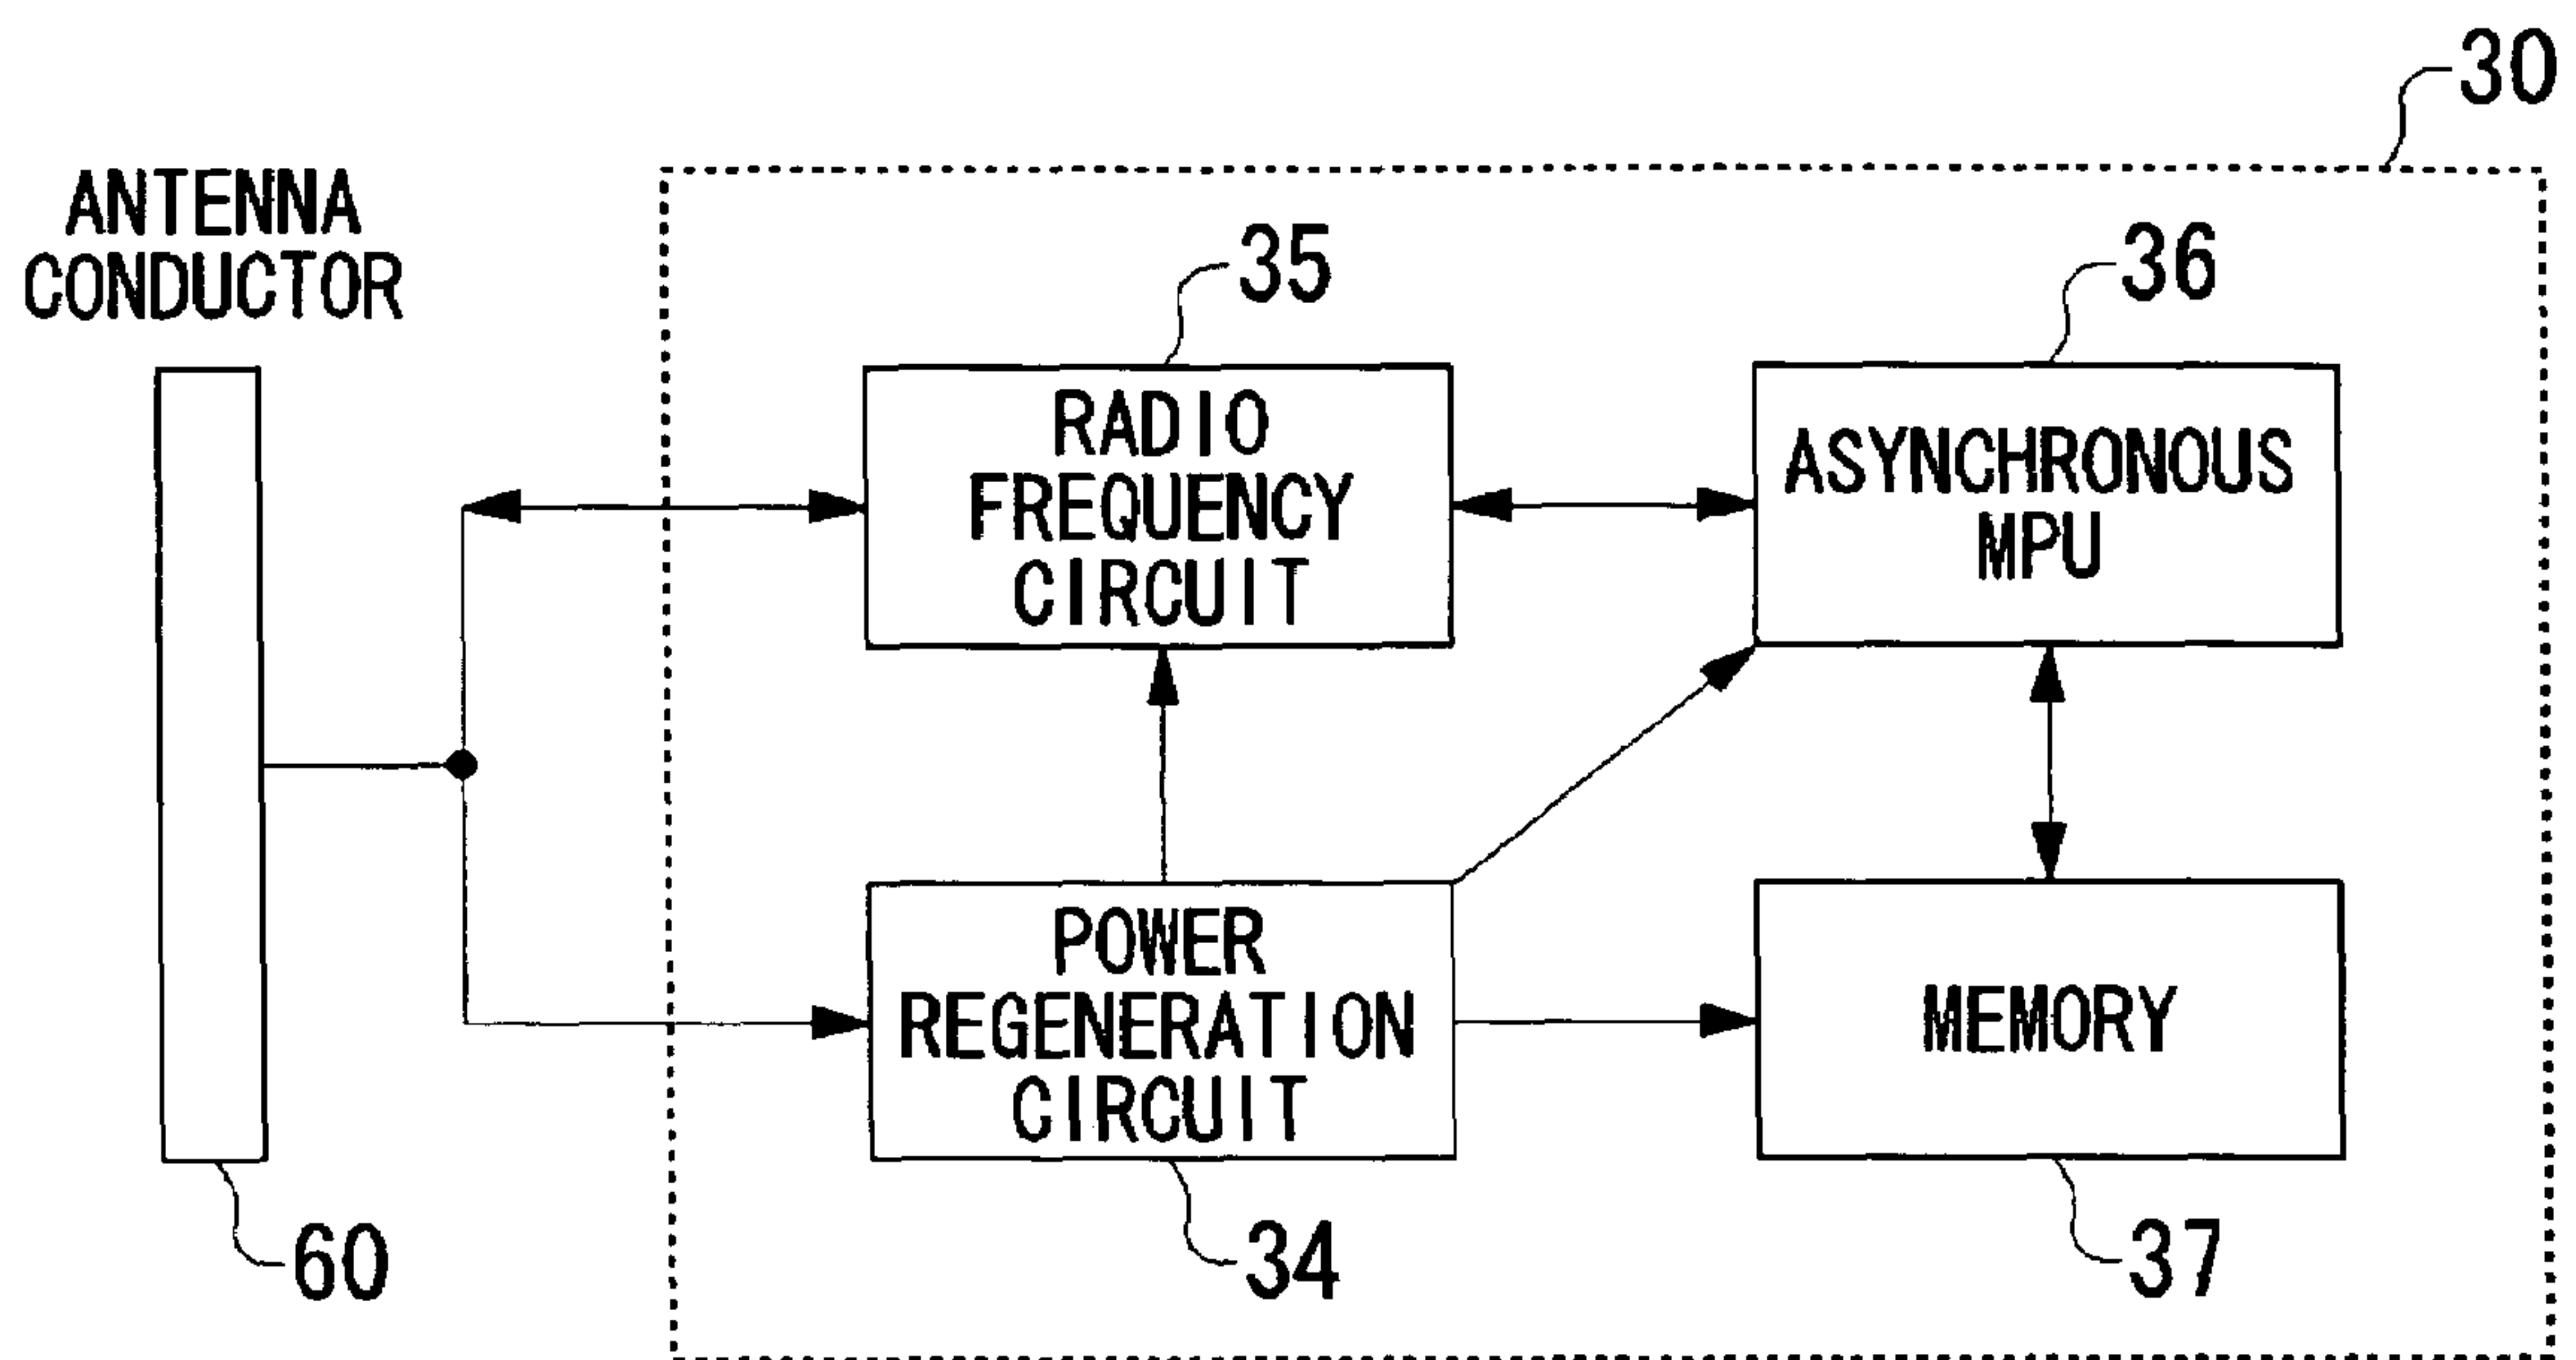 30
ANTENNA
CONDUCTOR
35
36
RADIO
FREQUENCY
CIRCUIT
ASYNCHRONOUS
MPU
POWER
REGENERATION
CIRCUIT
MEMORY
60
34
37